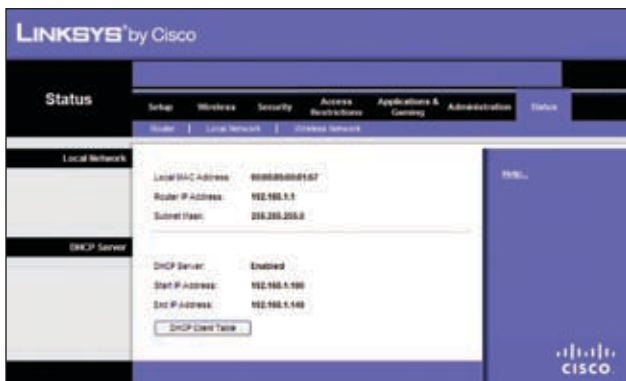 LINKSYS® by Cisco
Status
Setup Wireless Security Access Restrictions Applications & Gaming Administration Status
Router | Local Network | Wireless Network
Local Network
Local MAC Address:
Router IP Address: 192.168.1.1
Subnet Mask: 255.255.255.0
DHCP Server
DHCP Server: Enabled
Start IP Address: 192.168.1.100
End IP Address: 192.168.1.149
DHCP Client Table
Help...
CISCO